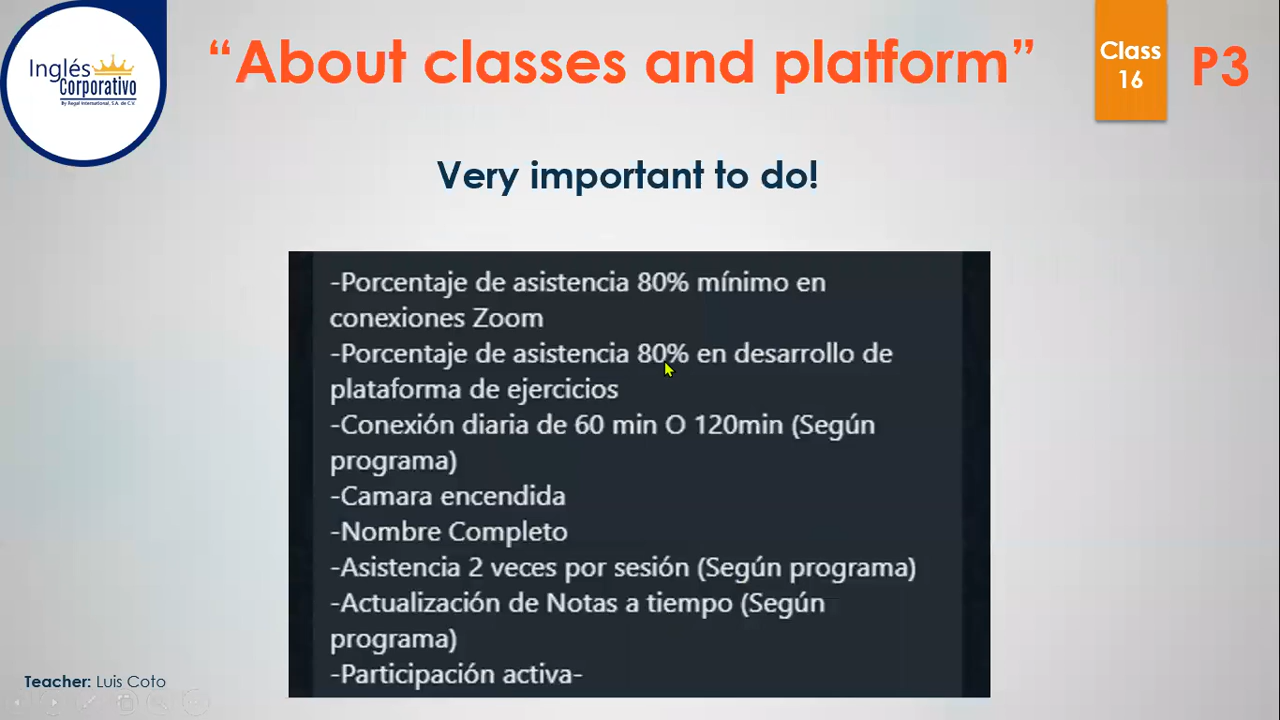 Inglés
Corporativo
By Regal International, S.A. de C.V.
“About classes and platform”
Class
16
P3
Very important to do!
-Porcentaje de asistencia 80% mínimo en
conexiones Zoom
-Porcentaje de asistencia 80% en desarrollo de
plataforma de ejercicios
-Conexión diaria de 60 min O 120min (Según
programa)
-Camara encendida
-Nombre Completo
-Asistencia 2 veces por sesión (Según programa)
-Actualización de Notas a tiempo (Según
programa)
-Participación activa-
Teacher: Luis Coto